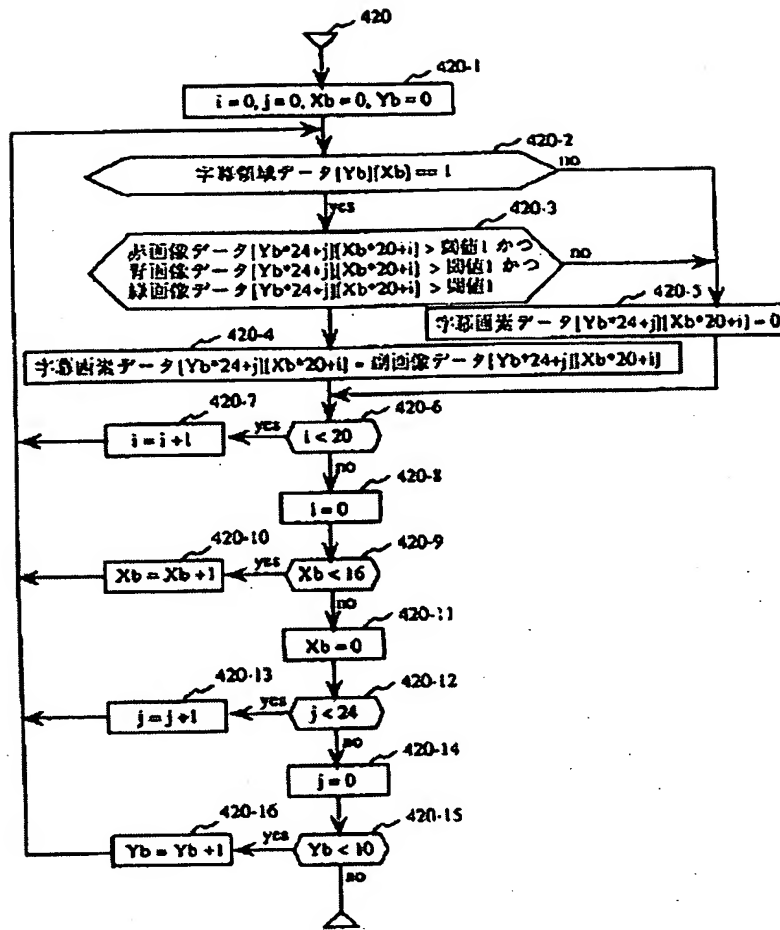 420
420-1
i=0, j=0, Xb=0, Yb=0
420-2
字幕領域データ[Yb][Xb] == 1
no
yes
420-3
赤画像データ[Yb*24+j][Xb*20+i] > 閾値1 かつ
青画像データ[Yb*24+j][Xb*20+i] > 閾値1 かつ
緑画像データ[Yb*24+j][Xb*20+i] > 閾値1
no
420-5
字幕画素データ[Yb*24+j][Xb*20+i] = 0
420-4
字幕画素データ[Yb*24+j][Xb*20+i] = 画像データ[Yb*24+j][Xb*20+i]
420-7
i = i+1
yes
420-6
i < 20
no
420-8
i=0
420-10
Xb = Xb+1
yes
420-9
Xb < 16
no
420-11
Xb=0
420-13
j = j+1
yes
420-12
j < 24
no
420-14
j=0
420-16
Yb = Yb+1
yes
420-15
Yb < 10
no